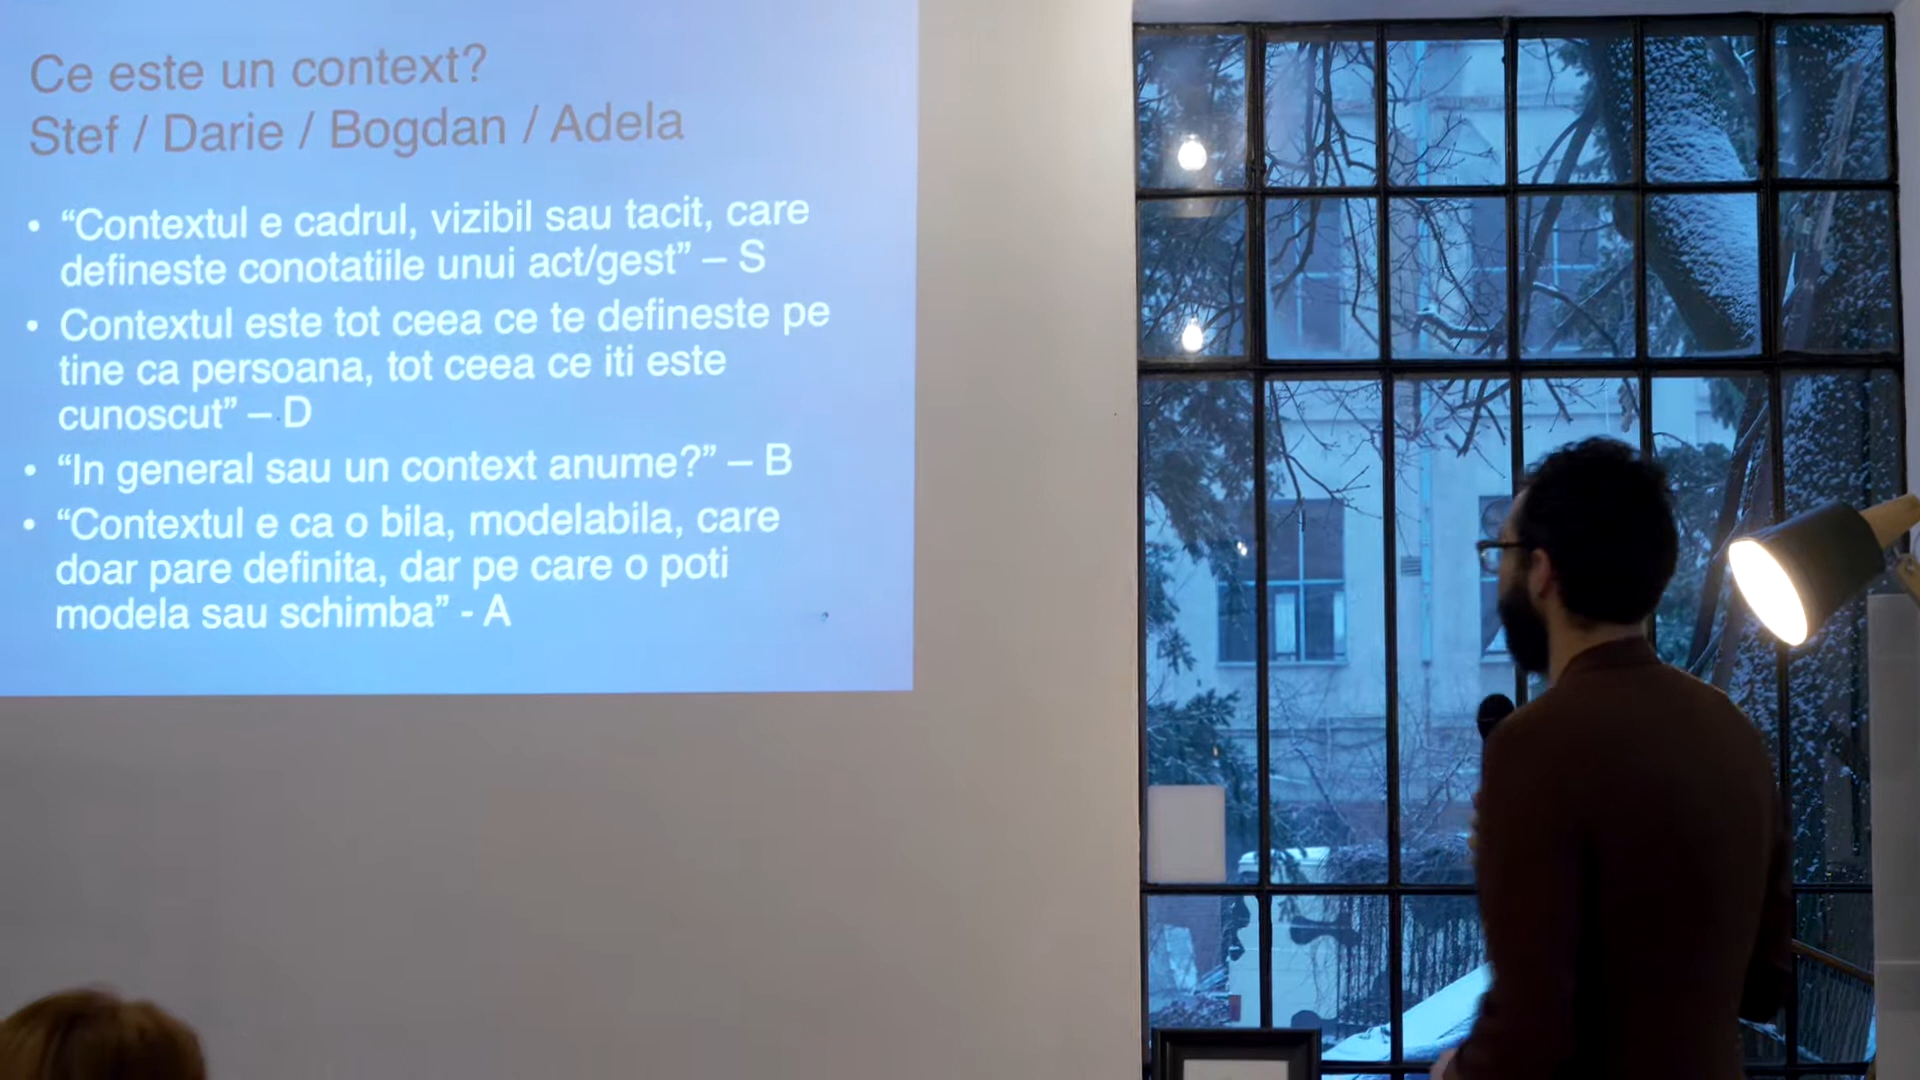 Ce este un context?
Stef / Darie / Bogdan / Adela
• “Contextul e cadrul, vizibil sau tacit, care
defineste conotatiile unui act/gest” – S
• Contextul este tot ceea ce te defineste pe
tine ca persoana, tot ceea ce iti este
cunoscut” – D
• “In general sau un context anume?” – B
• “Contextul e ca o bila, modelabila, care
doar pare definita, dar pe care o poti
modela sau schimba” - A